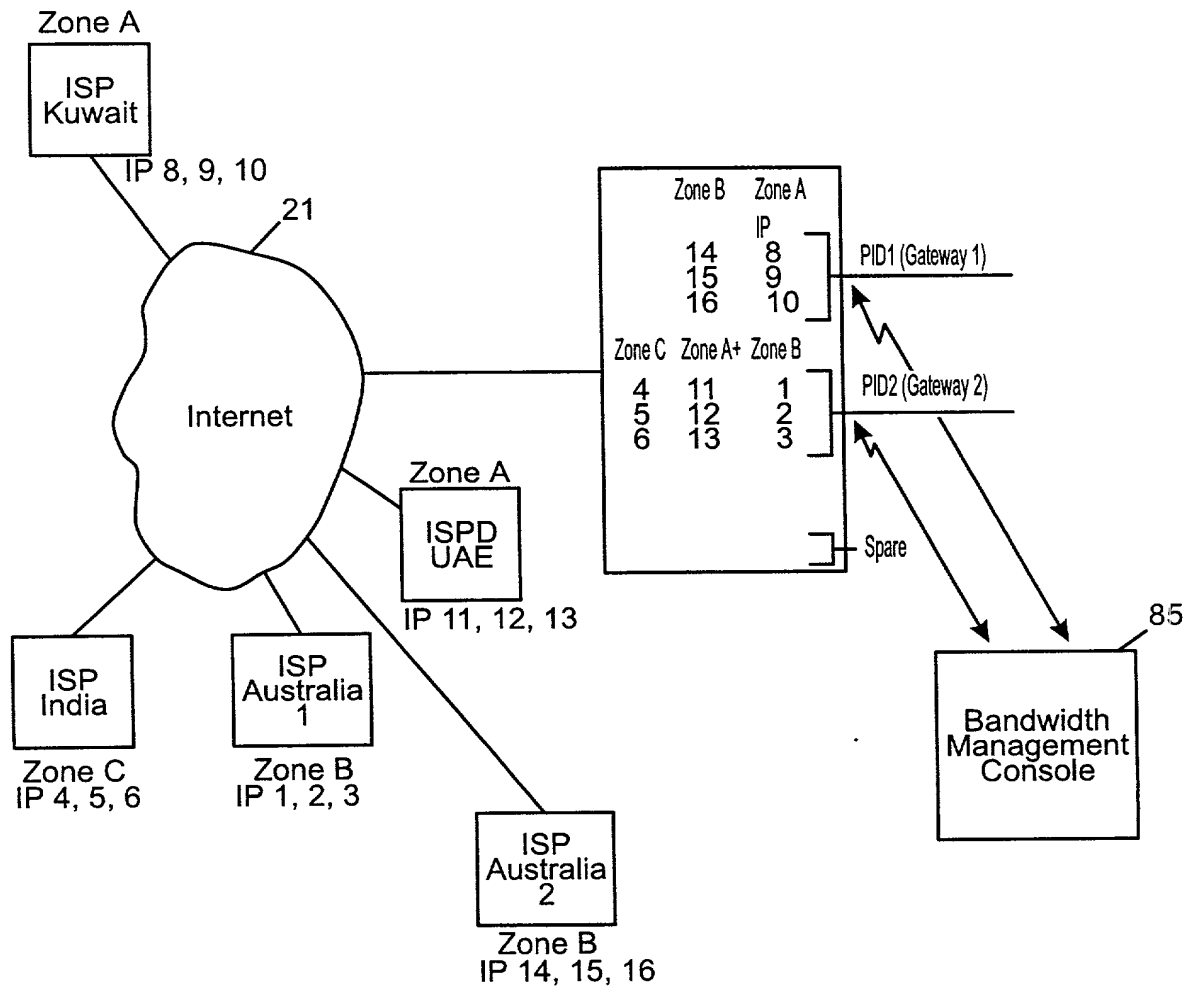 Zone A
ISP
Kuwait
IP 8, 9, 10
21
Internet
Zone B Zone A
IP
14 8
15 9
16 10
PID1 (Gateway 1)
Zone C Zone A+ Zone B
4 11 1
5 12 2
6 13 3
PID2 (Gateway 2)
Spare
Zone A
ISPD
UAE
IP 11, 12, 13
ISP
India
Zone C
IP 4, 5, 6
ISP
Australia
1
Zone B
IP 1, 2, 3
ISP
Australia
2
Zone B
IP 14, 15, 16
85
Bandwidth
Management
Console